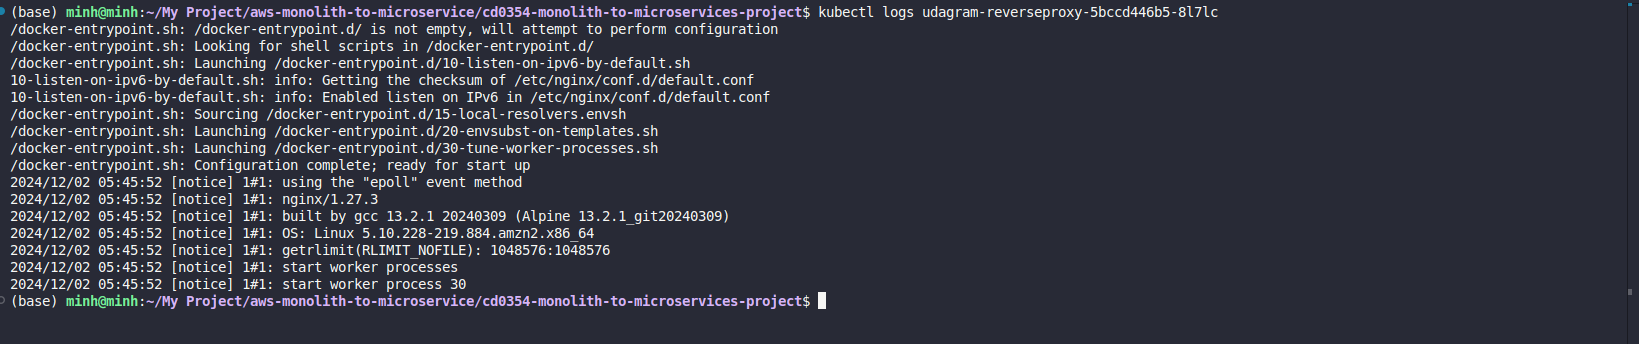 (base) minh@minh:~/My Project/aws-monolith-to-microservice/cd0354-monolith-to-microservices-project$ kubectl logs udagram-reverseproxy-5bccd446b5-8l7lc
/docker-entrypoint.sh: /docker-entrypoint.d/ is not empty, will attempt to perform configuration
/docker-entrypoint.sh: Looking for shell scripts in /docker-entrypoint.d/
/docker-entrypoint.sh: Launching /docker-entrypoint.d/10-listen-on-ipv6-by-default.sh
10-listen-on-ipv6-by-default.sh: info: Getting the checksum of /etc/nginx/conf.d/default.conf
10-listen-on-ipv6-by-default.sh: info: Enabled listen on IPv6 in /etc/nginx/conf.d/default.conf
/docker-entrypoint.sh: Sourcing /docker-entrypoint.d/15-local-resolvers.envsh
/docker-entrypoint.sh: Launching /docker-entrypoint.d/20-envsubst-on-templates.sh
/docker-entrypoint.sh: Launching /docker-entrypoint.d/30-tune-worker-processes.sh
/docker-entrypoint.sh: Configuration complete; ready for start up
2024/12/02 05:45:52 [notice] 1#1: using the "epoll" event method
2024/12/02 05:45:52 [notice] 1#1: nginx/1.27.3
2024/12/02 05:45:52 [notice] 1#1: built by gcc 13.2.1 20240309 (Alpine 13.2.1_git20240309)
2024/12/02 05:45:52 [notice] 1#1: OS: Linux 5.10.228-219.884.amzn2.x86_64
2024/12/02 05:45:52 [notice] 1#1: getrlimit(RLIMIT_NOFILE): 1048576:1048576
2024/12/02 05:45:52 [notice] 1#1: start worker processes
2024/12/02 05:45:52 [notice] 1#1: start worker process 30
(base) minh@minh:~/My Project/aws-monolith-to-microservice/cd0354-monolith-to-microservices-project$